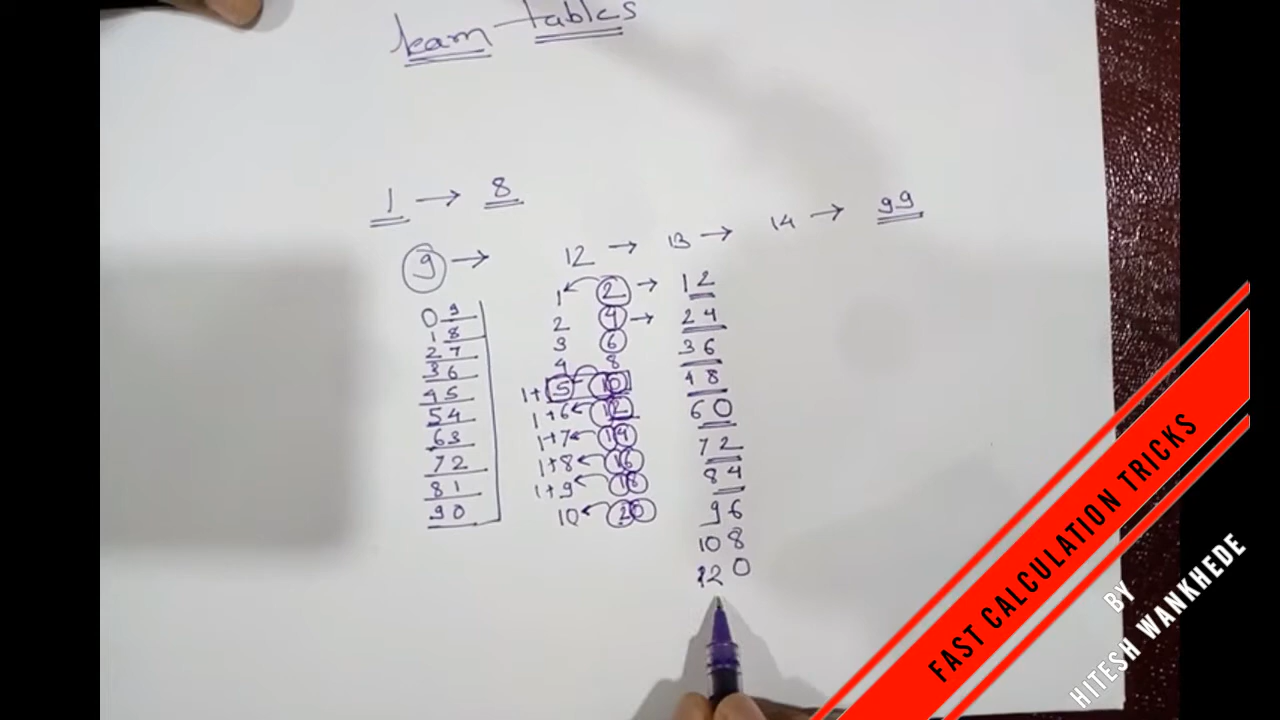 learn tables
1 → 8
9 → 12 → 13 → 14 → 99
1 2 → 12
09
2 4 → 24
18
3 6 36
27
4 8 48
36
1+5 10 60
45
1+6 12 72
54
1+7 14 84
63
1+8 16 96
72
1+9 18 108
81
10 20 120
90
FAST CALCULATION TRICKS
BY
HITESH WANKHEDE